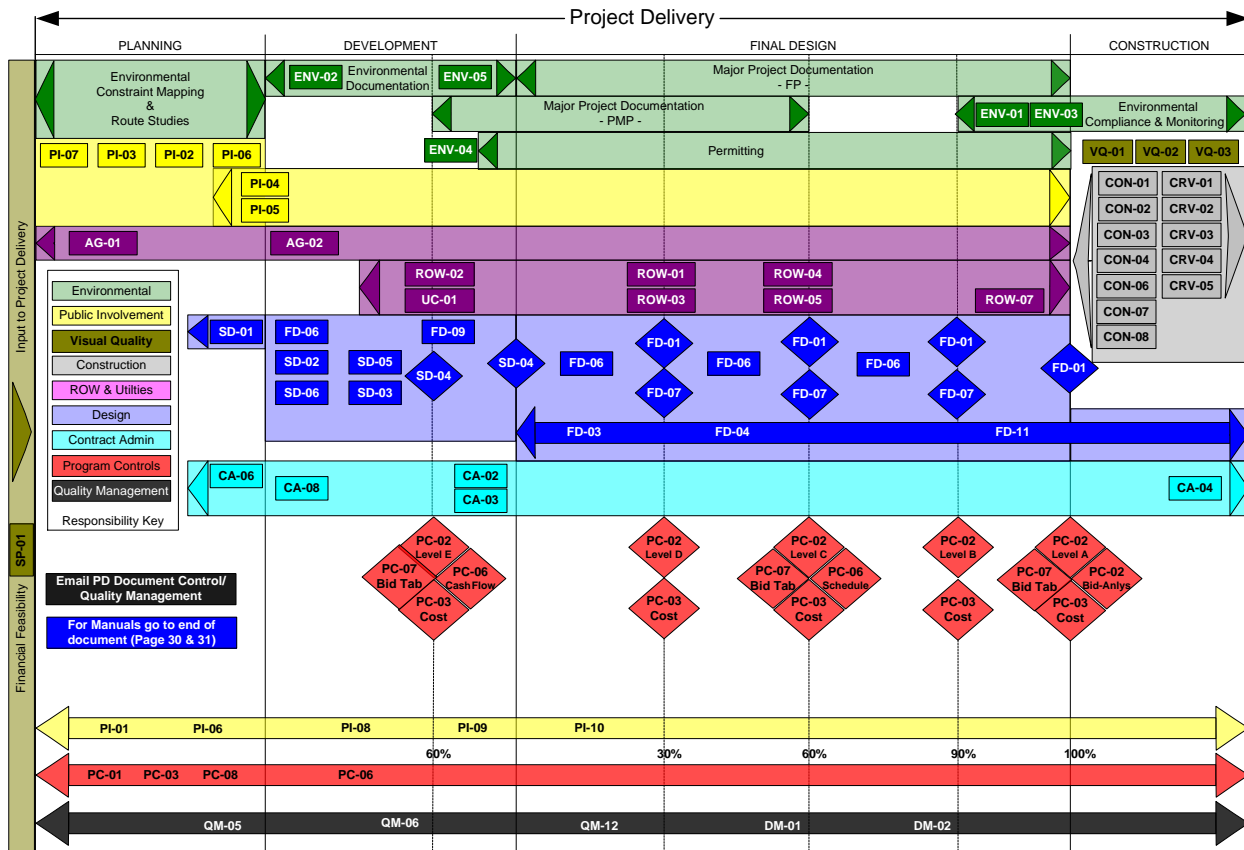 Project Delivery
PLANNING
DEVELOPMENT
FINAL DESIGN
CONSTRUCTION
Environmental
Constraint Mapping
&
Route Studies
ENV-02
Environmental
Documentation
ENV-05
Major Project Documentation
- FP -
Major Project Documentation
- PMP -
ENV-01
ENV-03
Environmental
Compliance & Monitoring
ENV-04
Permitting
PI-07
PI-03
PI-02
PI-06
VQ-01
VQ-02
VQ-03
PI-04
PI-05
CON-01
CRV-01
CON-02
CRV-02
CON-03
CRV-03
CON-04
CRV-04
CON-06
CRV-05
CON-07
CON-08
AG-01
AG-02
ROW-02
ROW-01
ROW-04
UC-01
ROW-03
ROW-05
ROW-07
Input to Project Delivery
SP-01
Financial Feasibility
Environmental
Public Involvement
Visual Quality
Construction
ROW & Utilties
Design
Contract Admin
Program Controls
Quality Management
Responsibility Key
SD-01
FD-06
FD-09
SD-02
SD-05
SD-04
SD-06
SD-03
SD-04
FD-06
FD-01
FD-07
FD-06
FD-01
FD-07
FD-06
FD-01
FD-07
FD-01
FD-03
FD-04
FD-11
CA-06
CA-08
CA-02
CA-03
CA-04
PC-02
Level E
PC-07
Bid Tab
PC-06
Cash Flow
PC-03
Cost
PC-02
Level D
PC-03
Cost
PC-02
Level C
PC-07
Bid Tab
PC-06
Schedule
PC-03
Cost
PC-02
Level B
PC-03
Cost
PC-02
Level A
PC-07
Bid Tab
PC-02
Bid-Anlys
PC-03
Cost
Email PD Document Control/
Quality Management
For Manuals go to end of
document (Page 30 & 31)
PI-01
PI-06
PI-08
PI-09
PI-10
60%
30%
60%
90%
100%
PC-01
PC-03
PC-08
PC-06
QM-05
QM-06
QM-12
DM-01
DM-02